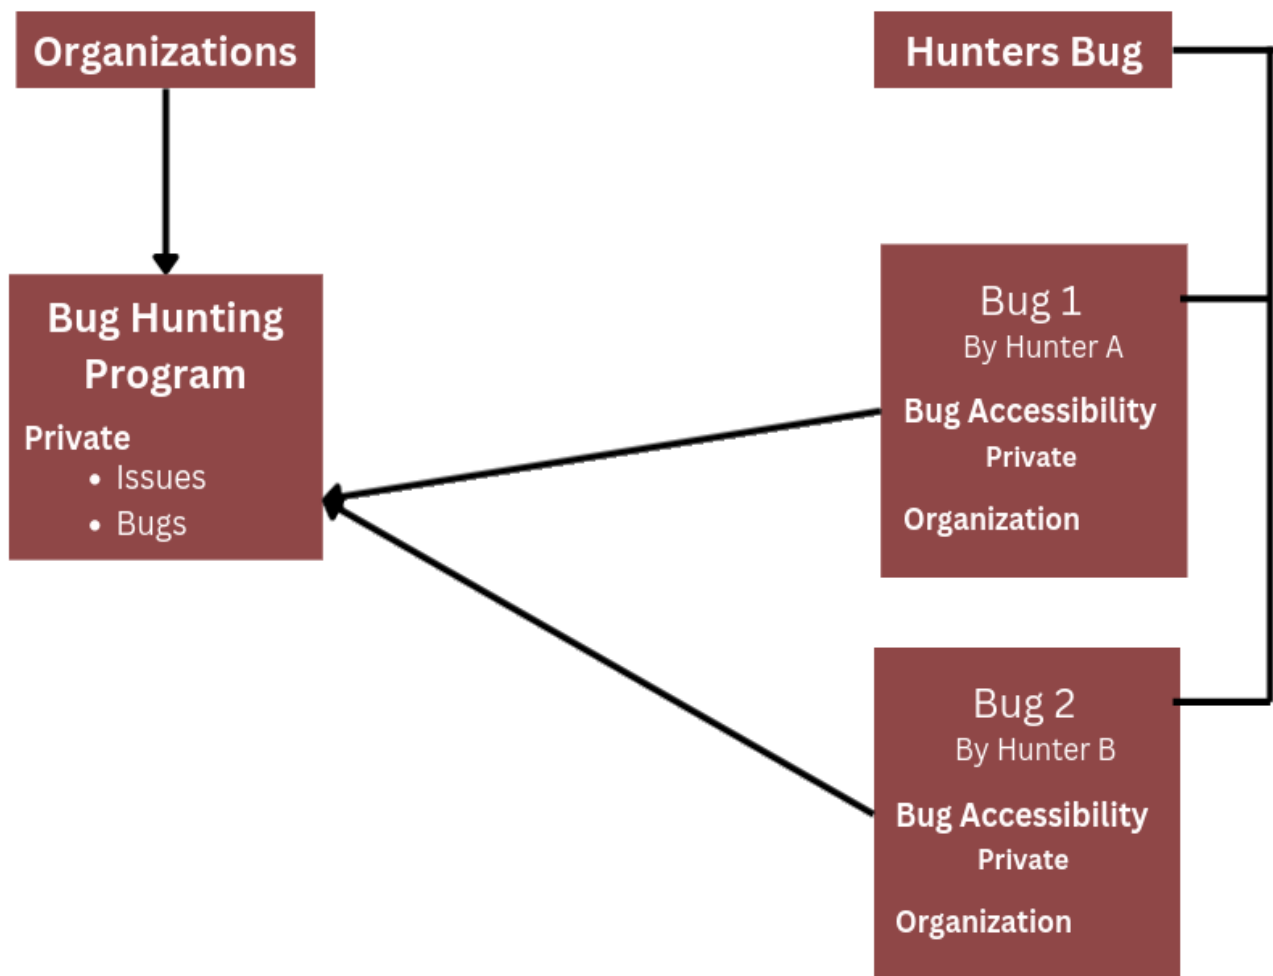 Organizations
Hunters Bug
Bug Hunting
Program
Private
• Issues
• Bugs
Bug 1
By Hunter A
Bug Accessibility
Private
Organization
Bug 2
By Hunter B
Bug Accessibility
Private
Organization